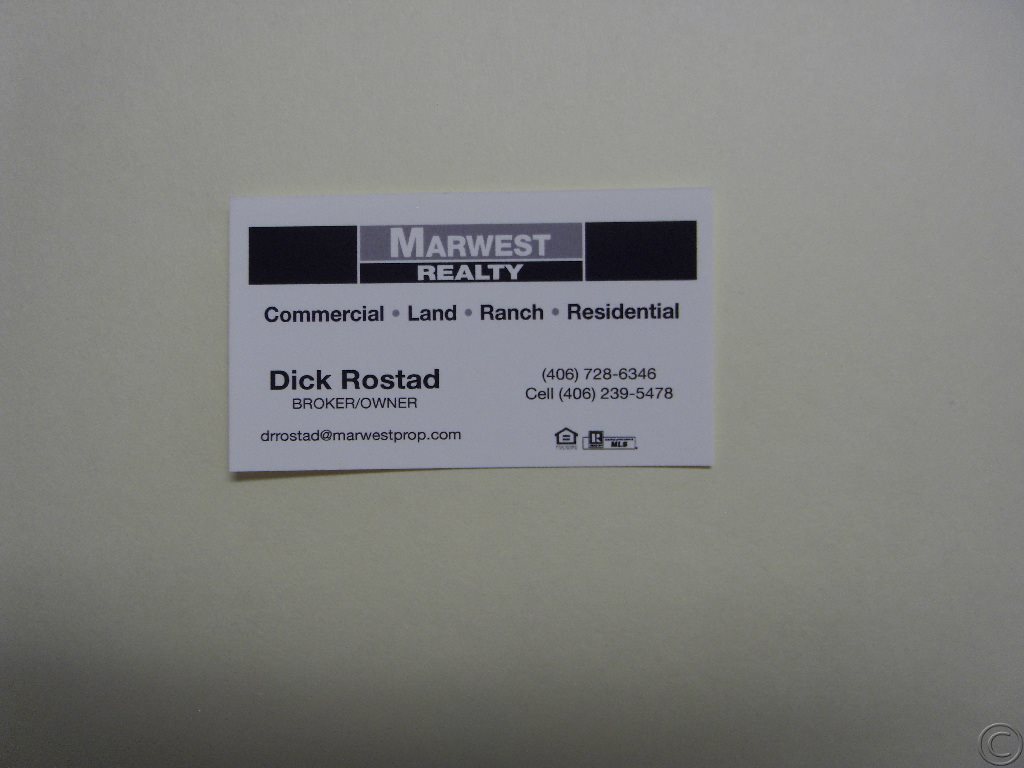 MARWEST
REALTY
Commercial • Land • Ranch • Residential
Dick Rostad
BROKER/OWNER
drrostad@marwestprop.com
(406) 728-6346
Cell (406) 239-5478
R MLS
©